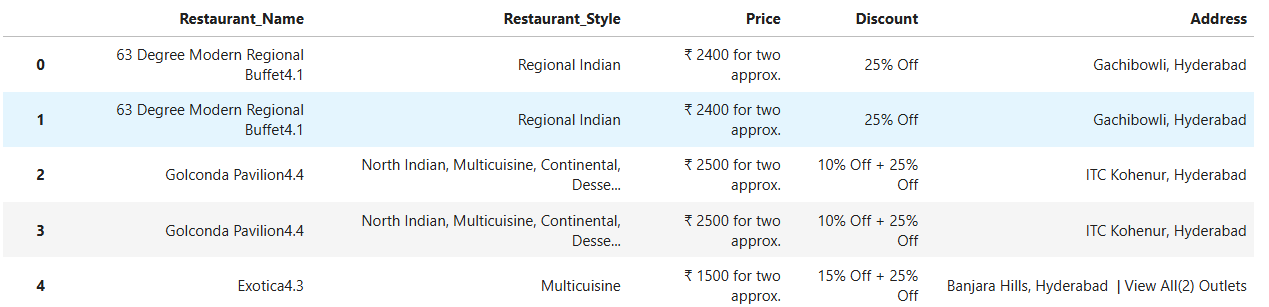 Restaurant_Name Restaurant_Style Price Discount Address
0 63 Degree Modern Regional Buffet4.1 Regional Indian ₹ 2400 for two approx. 25% Off Gachibowli, Hyderabad
1 63 Degree Modern Regional Buffet4.1 Regional Indian ₹ 2400 for two approx. 25% Off Gachibowli, Hyderabad
2 Golconda Pavilion4.4 North Indian, Multicuisine, Continental, Desse... ₹ 2500 for two approx. 10% Off + 25% Off ITC Kohenur, Hyderabad
3 Golconda Pavilion4.4 North Indian, Multicuisine, Continental, Desse... ₹ 2500 for two approx. 10% Off + 25% Off ITC Kohenur, Hyderabad
4 Exotica4.3 Multicuisine ₹ 1500 for two approx. 15% Off + 25% Off Banjara Hills, Hyderabad | View All(2) Outlets